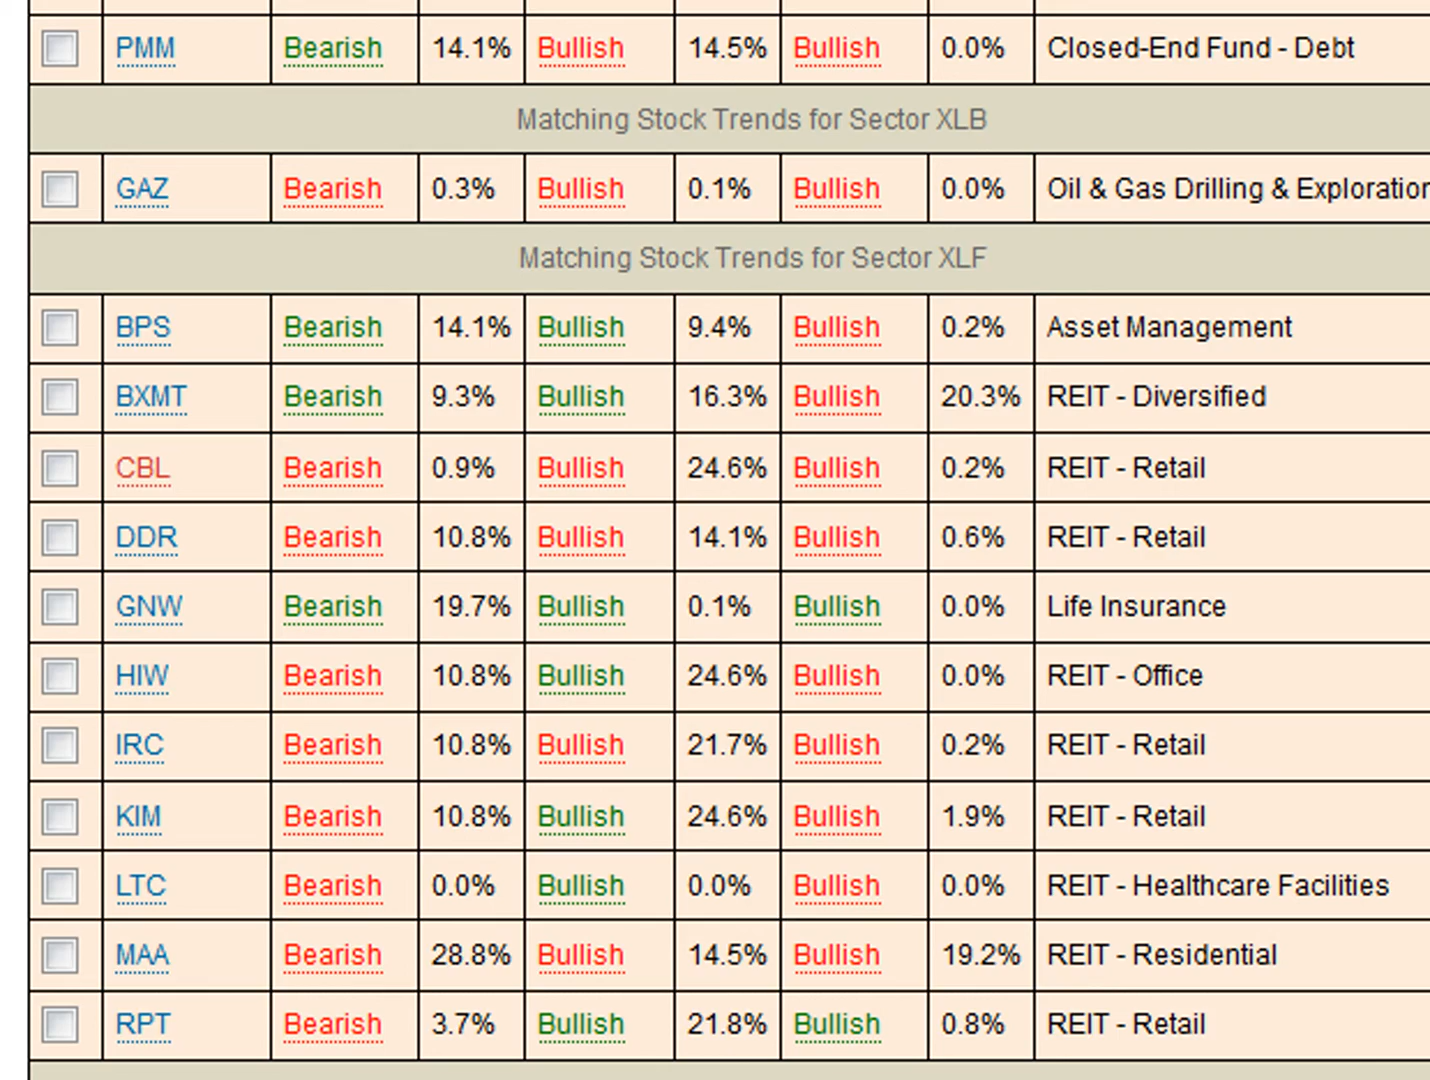 PMM Bearish 14.1% Bullish 14.5% Bullish 0.0% Closed-End Fund - Debt
Matching Stock Trends for Sector XLB
GAZ Bearish 0.3% Bullish 0.1% Bullish 0.0% Oil & Gas Drilling & Exploration
Matching Stock Trends for Sector XLF
BPS Bearish 14.1% Bullish 9.4% Bullish 0.2% Asset Management
BXMT Bearish 9.3% Bullish 16.3% Bullish 20.3% REIT - Diversified
CBL Bearish 0.9% Bullish 24.6% Bullish 0.2% REIT - Retail
DDR Bearish 10.8% Bullish 14.1% Bullish 0.6% REIT - Retail
GNW Bearish 19.7% Bullish 0.1% Bullish 0.0% Life Insurance
HIW Bearish 10.8% Bullish 24.6% Bullish 0.0% REIT - Office
IRC Bearish 10.8% Bullish 21.7% Bullish 0.2% REIT - Retail
KIM Bearish 10.8% Bullish 24.6% Bullish 1.9% REIT - Retail
LTC Bearish 0.0% Bullish 0.0% Bullish 0.0% REIT - Healthcare Facilities
MAA Bearish 28.8% Bullish 14.5% Bullish 19.2% REIT - Residential
RPT Bearish 3.7% Bullish 21.8% Bullish 0.8% REIT - Retail